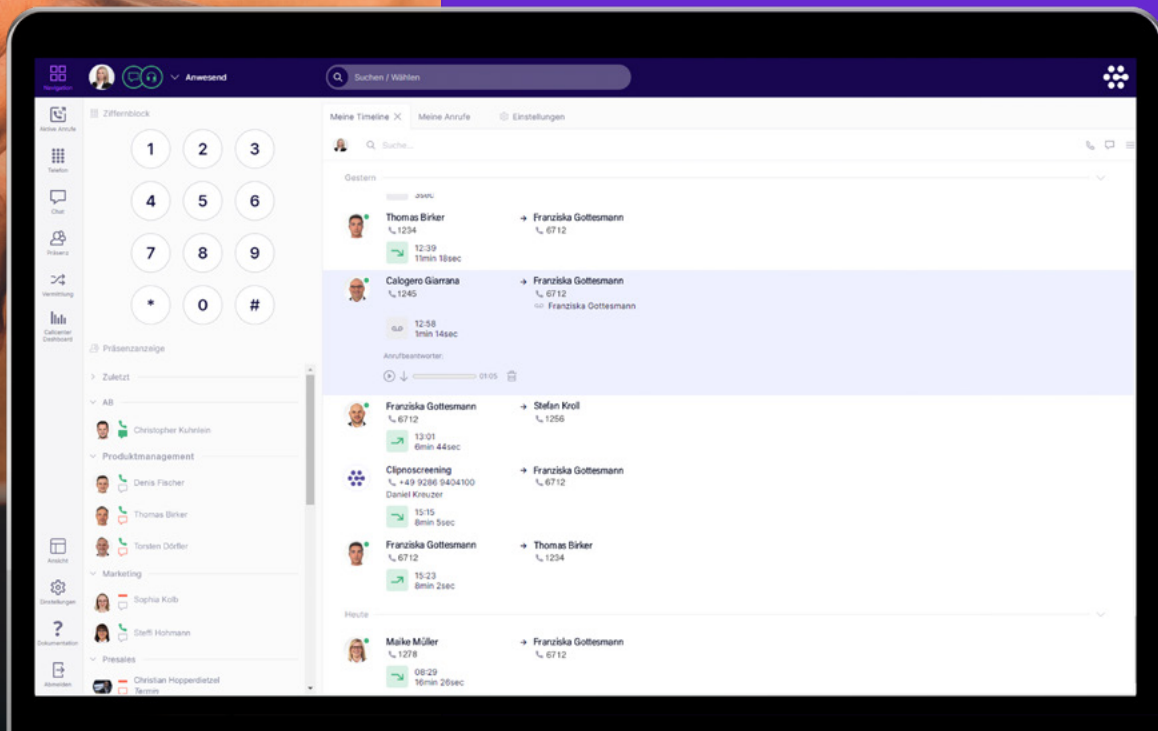 Navigation
Anwesend
Suchen / Wählen
Aktive Anrufe
Telefon
Chat
Präsenz
Vermittlung
Callcenter
Dashboard
Ansicht
Einstellungen
Dokumentation
Abmelden
Ziffernblock
1 2 3
4 5 6
7 8 9
* 0 #
Präsenzanzeige
Zuletzt
AB
Christopher Kuhnlein
Produktmanagement
Denis Fischer
Thomas Birker
Torsten Dörfler
Marketing
Sophia Kolb
Steffi Hohmann
Presales
Christian Hopperdietzel
Termin
Meine Timeline Meine Anrufe Einstellungen
Suche...
Gestern
3sec
Thomas Birker → Franziska Gottesmann
1234 6712
12:39
11min 18sec
Calogero Giarrana → Franziska Gottesmann
1245 6712
Franziska Gottesmann
12:58
1min 14sec
Anrufbeantworter:
01:05
Franziska Gottesmann → Stefan Kroll
6712 1256
13:01
6min 44sec
Clipnoscreening → Franziska Gottesmann
+49 9286 9404100 6712
Daniel Kreuzer
15:15
8min 5sec
Franziska Gottesmann → Thomas Birker
6712 1234
15:23
8min 2sec
Heute
Maike Müller → Franziska Gottesmann
1278 6712
08:29
16min 26sec